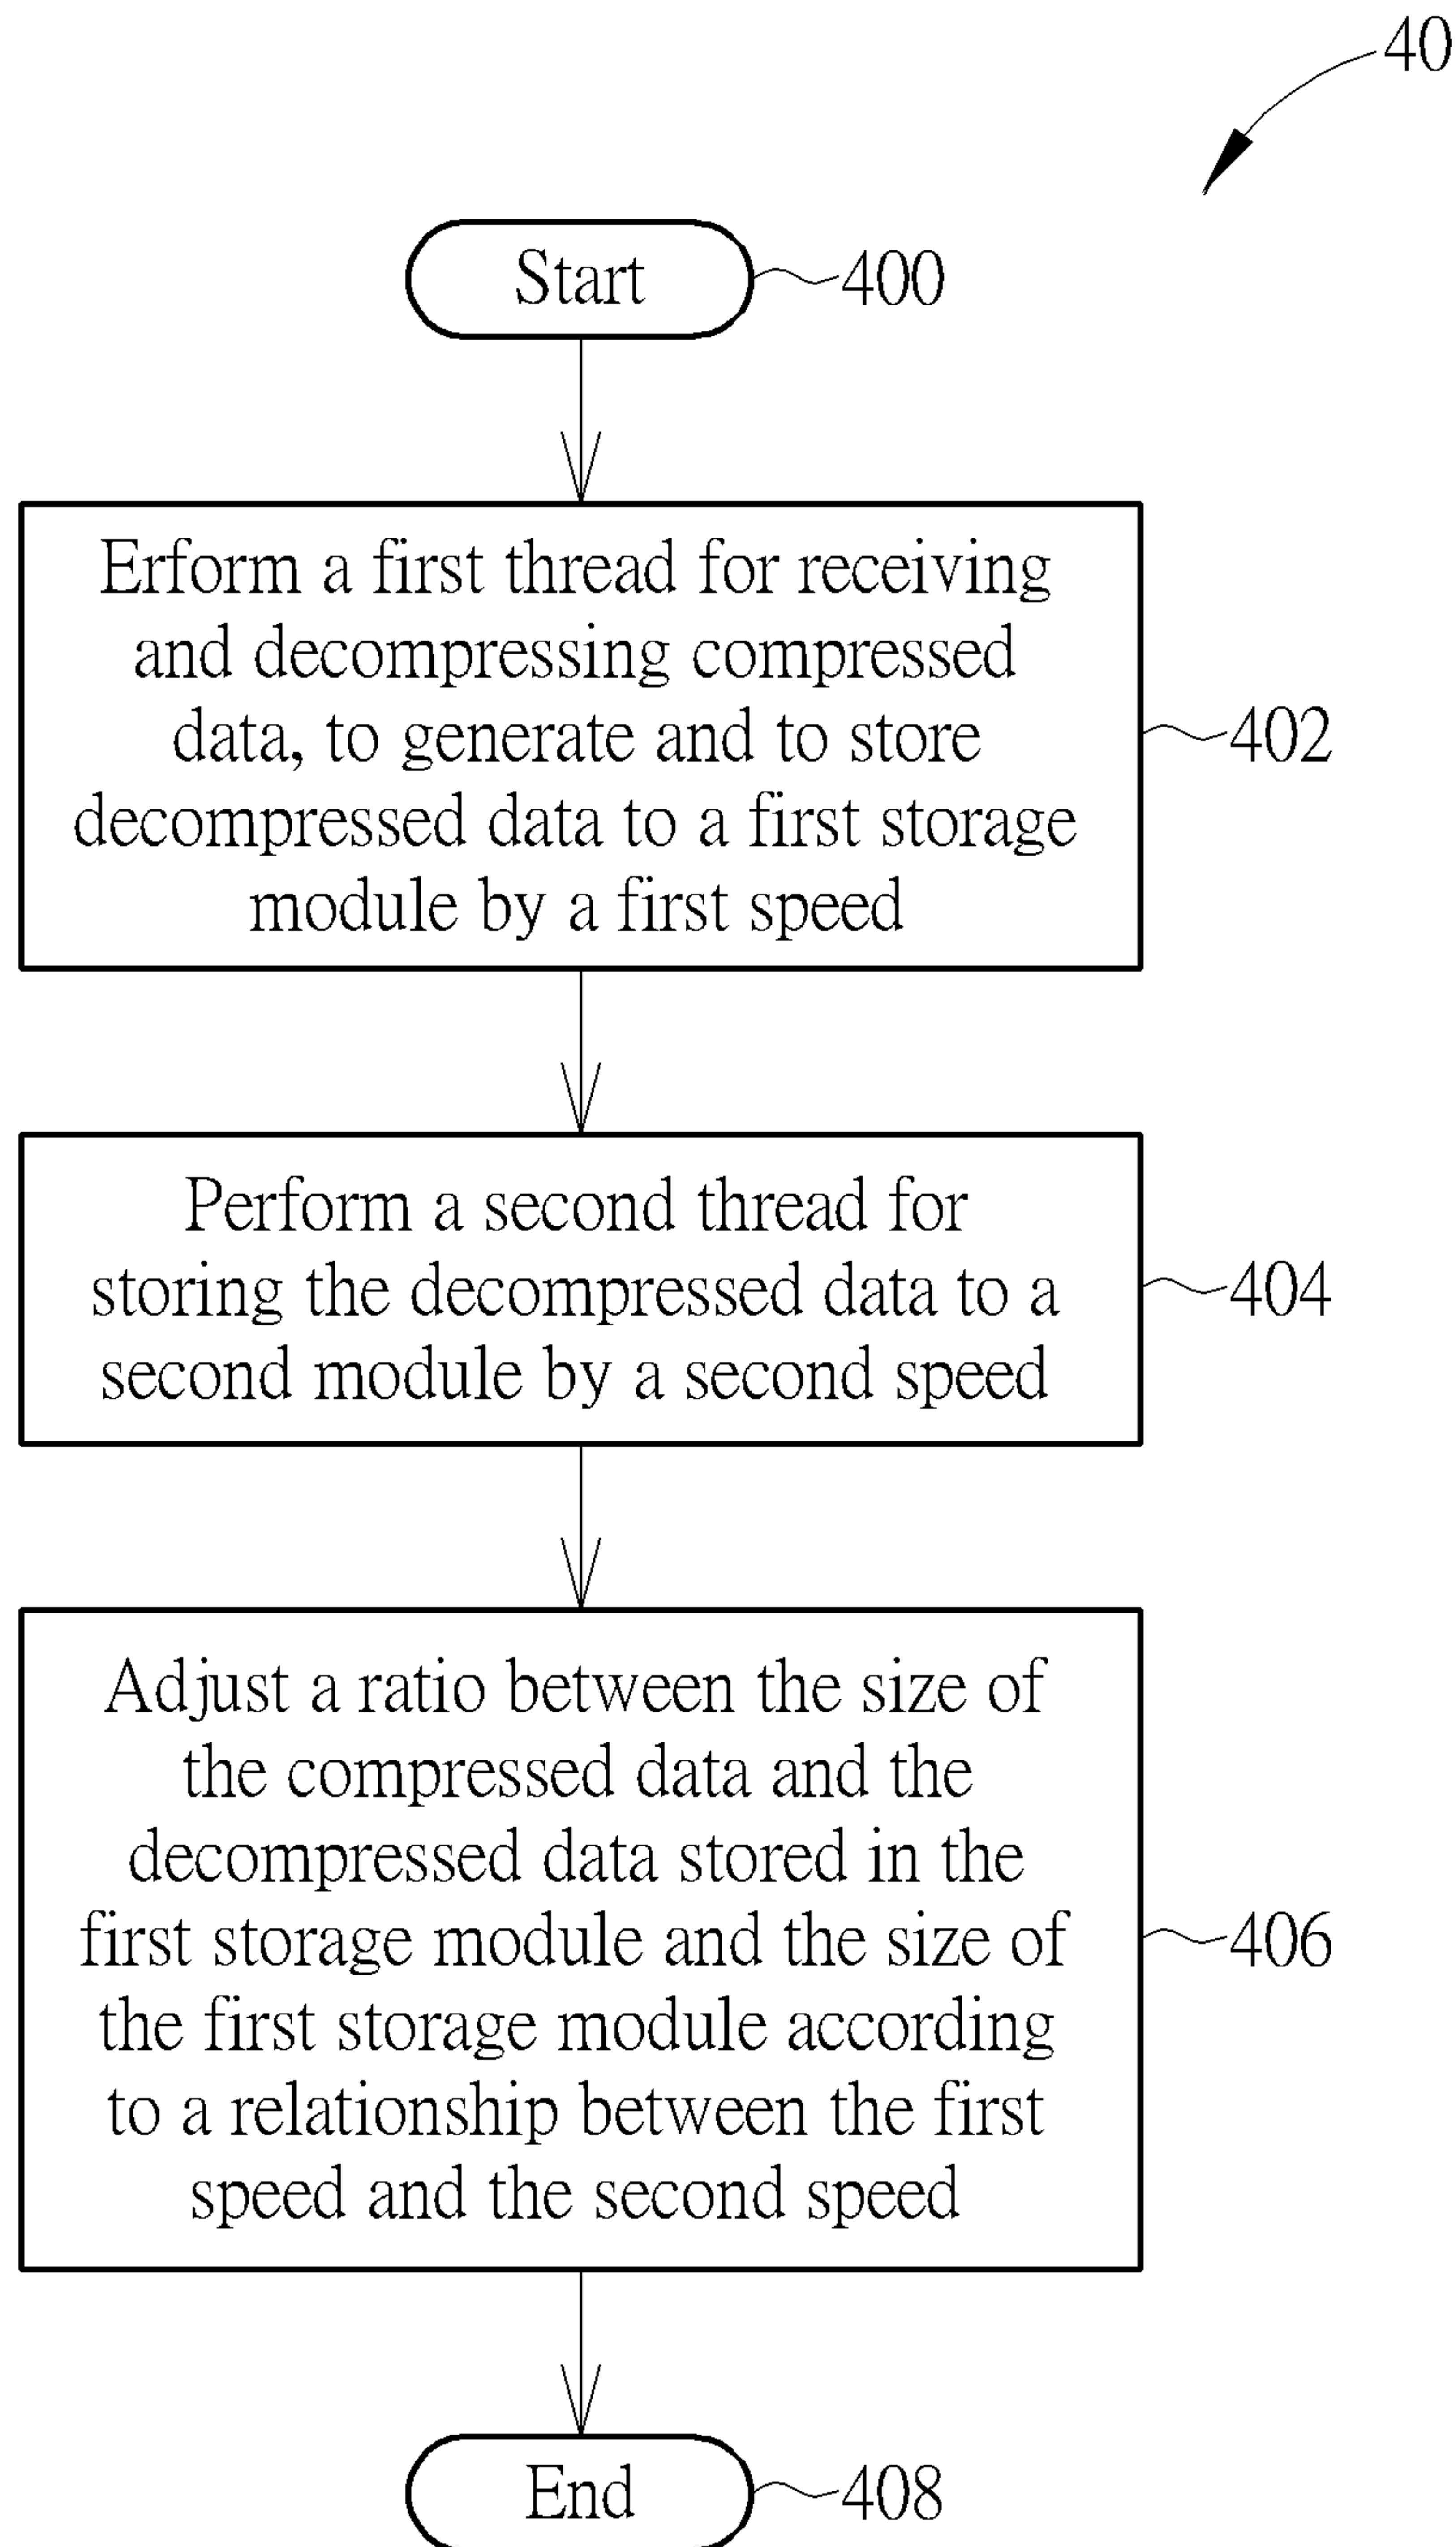 40
Start
400
Erform a first thread for receiving
and decompressing compressed
data, to generate and to store
decompressed data to a first storage
module by a first speed
402
Perform a second thread for
storing the decompressed data to a
second module by a second speed
404
Adjust a ratio between the size of
the compressed data and the
decompressed data stored in the
first storage module and the size of
the first storage module according
to a relationship between the first
speed and the second speed
406
End
408